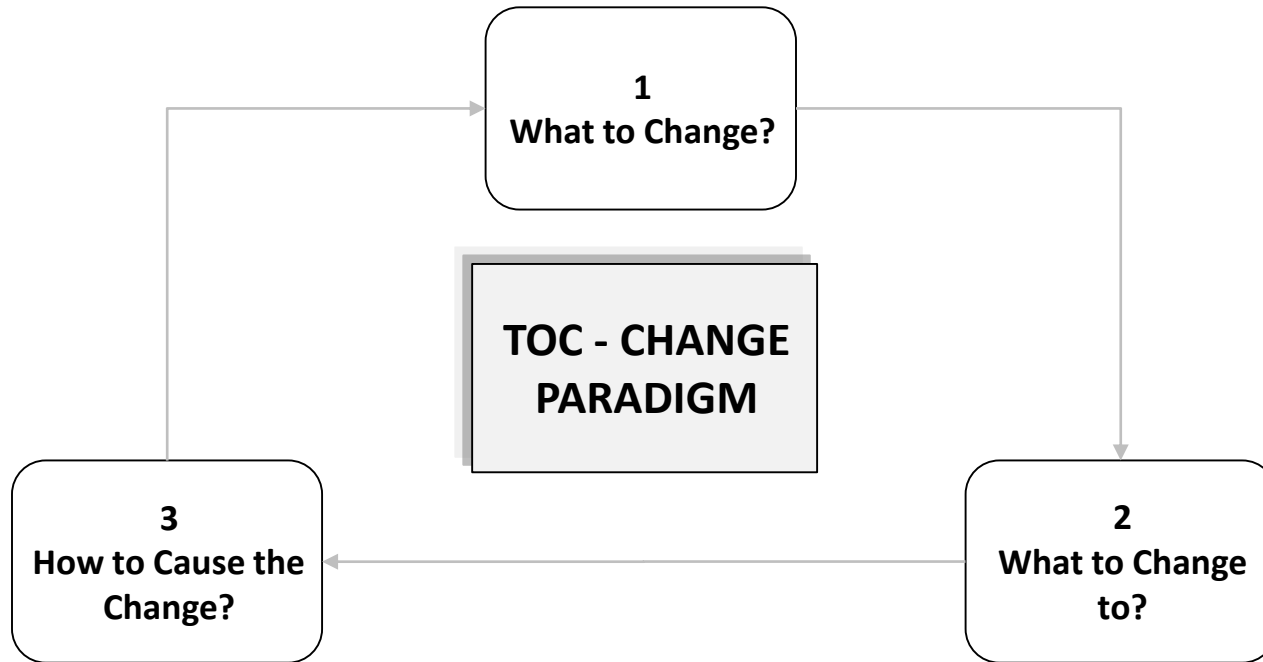 1
What to Change?
TOC - CHANGE
PARADIGM
3
How to Cause the
Change?
2
What to Change
to?